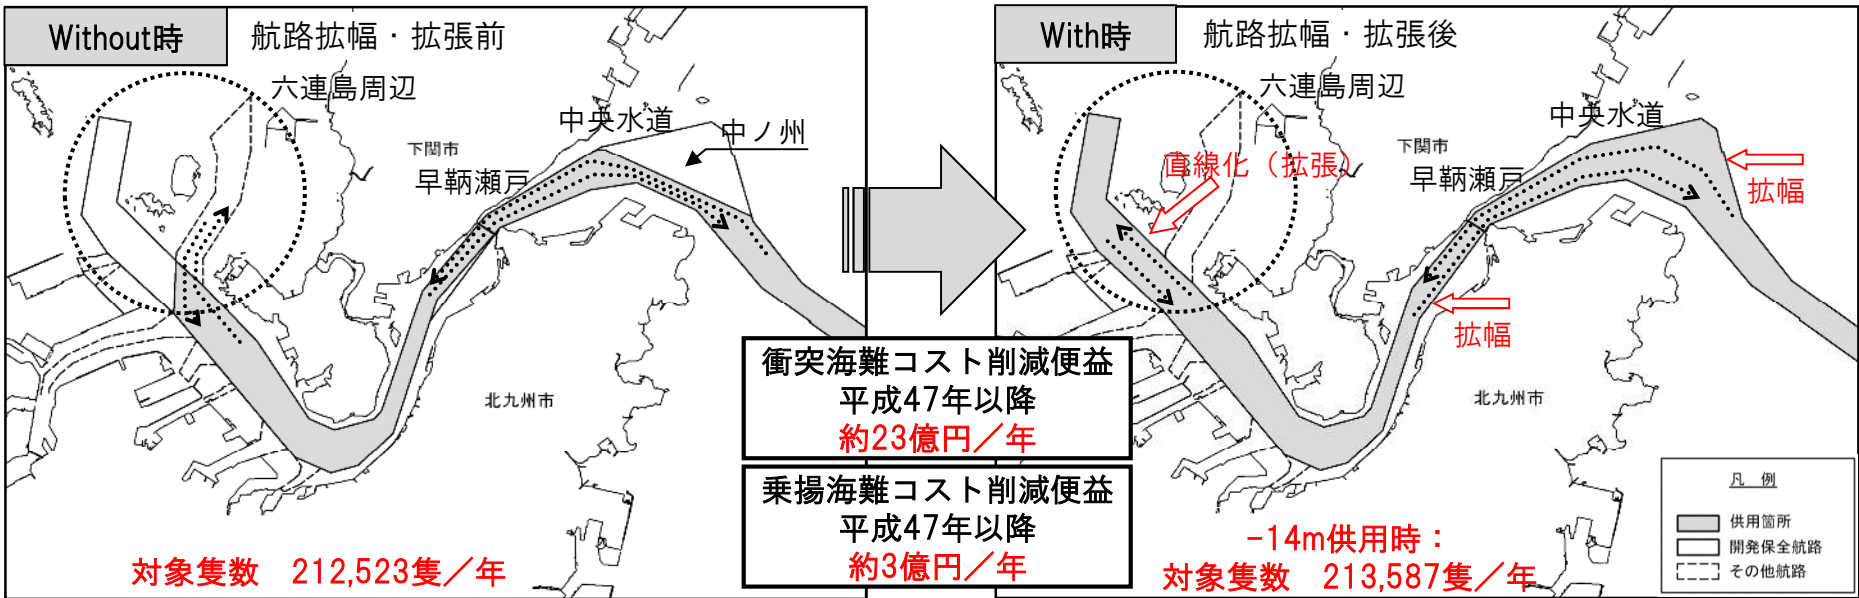 Without時
航路拡幅・拡張前
六連島周辺
中央水道
中ノ州
下関市
早鞆瀬戸
北九州市
対象隻数 212,523隻／年
衝突海難コスト削減便益
平成47年以降
約23億円／年
乗揚海難コスト削減便益
平成47年以降
約3億円／年
With時
航路拡幅・拡張後
六連島周辺
中央水道
下関市
直線化（拡張）
早鞆瀬戸
拡幅
拡幅
北九州市
-14m供用時：
対象隻数 213,587隻／年
凡 例
供用箇所
開発保全航路
その他航路